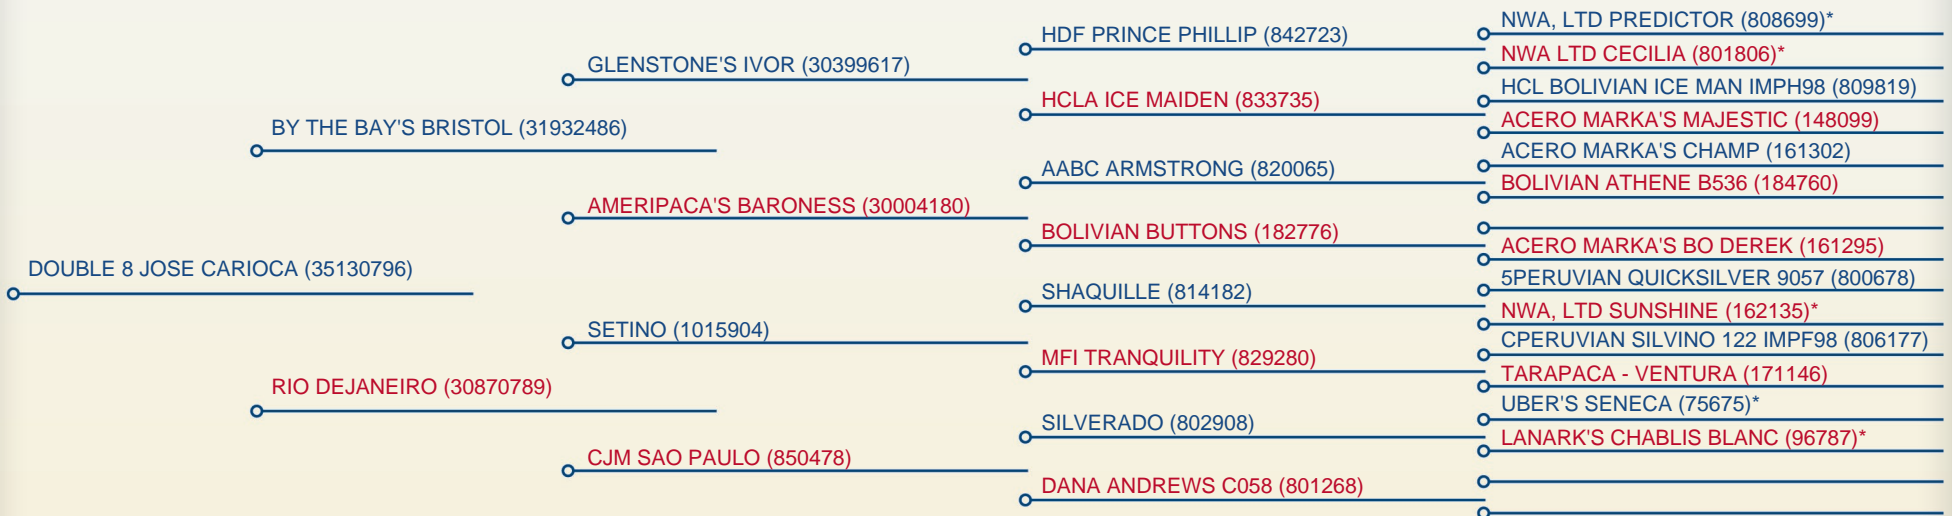 NWA, LTD PREDICTOR (808699)*
HDF PRINCE PHILLIP (842723)
NWA LTD CECILIA (801806)*
GLENSTONE'S IVOR (30399617)
HCL BOLIVIAN ICE MAN IMPH98 (809819)
HCLA ICE MAIDEN (833735)
ACERO MARKA'S MAJESTIC (148099)
BY THE BAY'S BRISTOL (31932486)
ACERO MARKA'S CHAMP (161302)
AABC ARMSTRONG (820065)
BOLIVIAN ATHENE B536 (184760)
AMERIPACA'S BARONESS (30004180)
BOLIVIAN BUTTONS (182776)
ACERO MARKA'S BO DEREK (161295)
DOUBLE 8 JOSE CARIOCA (35130796)
5PERUVIAN QUICKSILVER 9057 (800678)
SHAQUILLE (814182)
NWA, LTD SUNSHINE (162135)*
SETINO (1015904)
CPERUVIAN SILVINO 122 IMPF98 (806177)
MFI TRANQUILITY (829280)
TARAPACA - VENTURA (171146)
RIO DEJANEIRO (30870789)
UBER'S SENECA (75675)*
SILVERADO (802908)
LANARK'S CHABLIS BLANC (96787)*
CJM SAO PAULO (850478)
DANA ANDREWS C058 (801268)